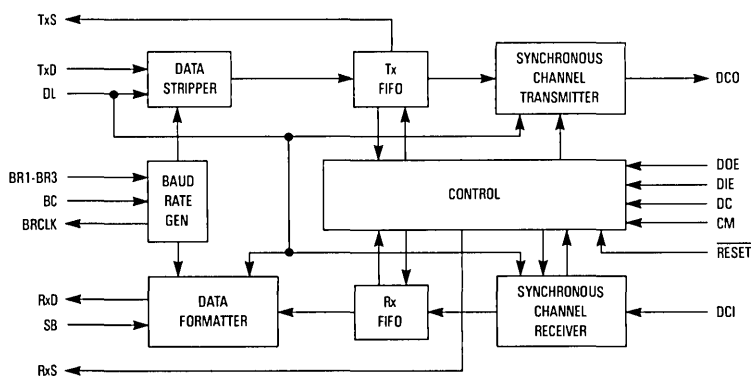 TxS
TxD
DL
DATA
STRIPPER
Tx
FIFO
SYNCHRONOUS
CHANNEL
TRANSMITTER
DCO
BR1-BR3
BC
BRCLK
BAUD
RATE
GEN
CONTROL
DOE
DIE
DC
CM
RESET
RxD
SB
DATA
FORMATTER
Rx
FIFO
SYNCHRONOUS
CHANNEL
RECEIVER
DCI
RxS